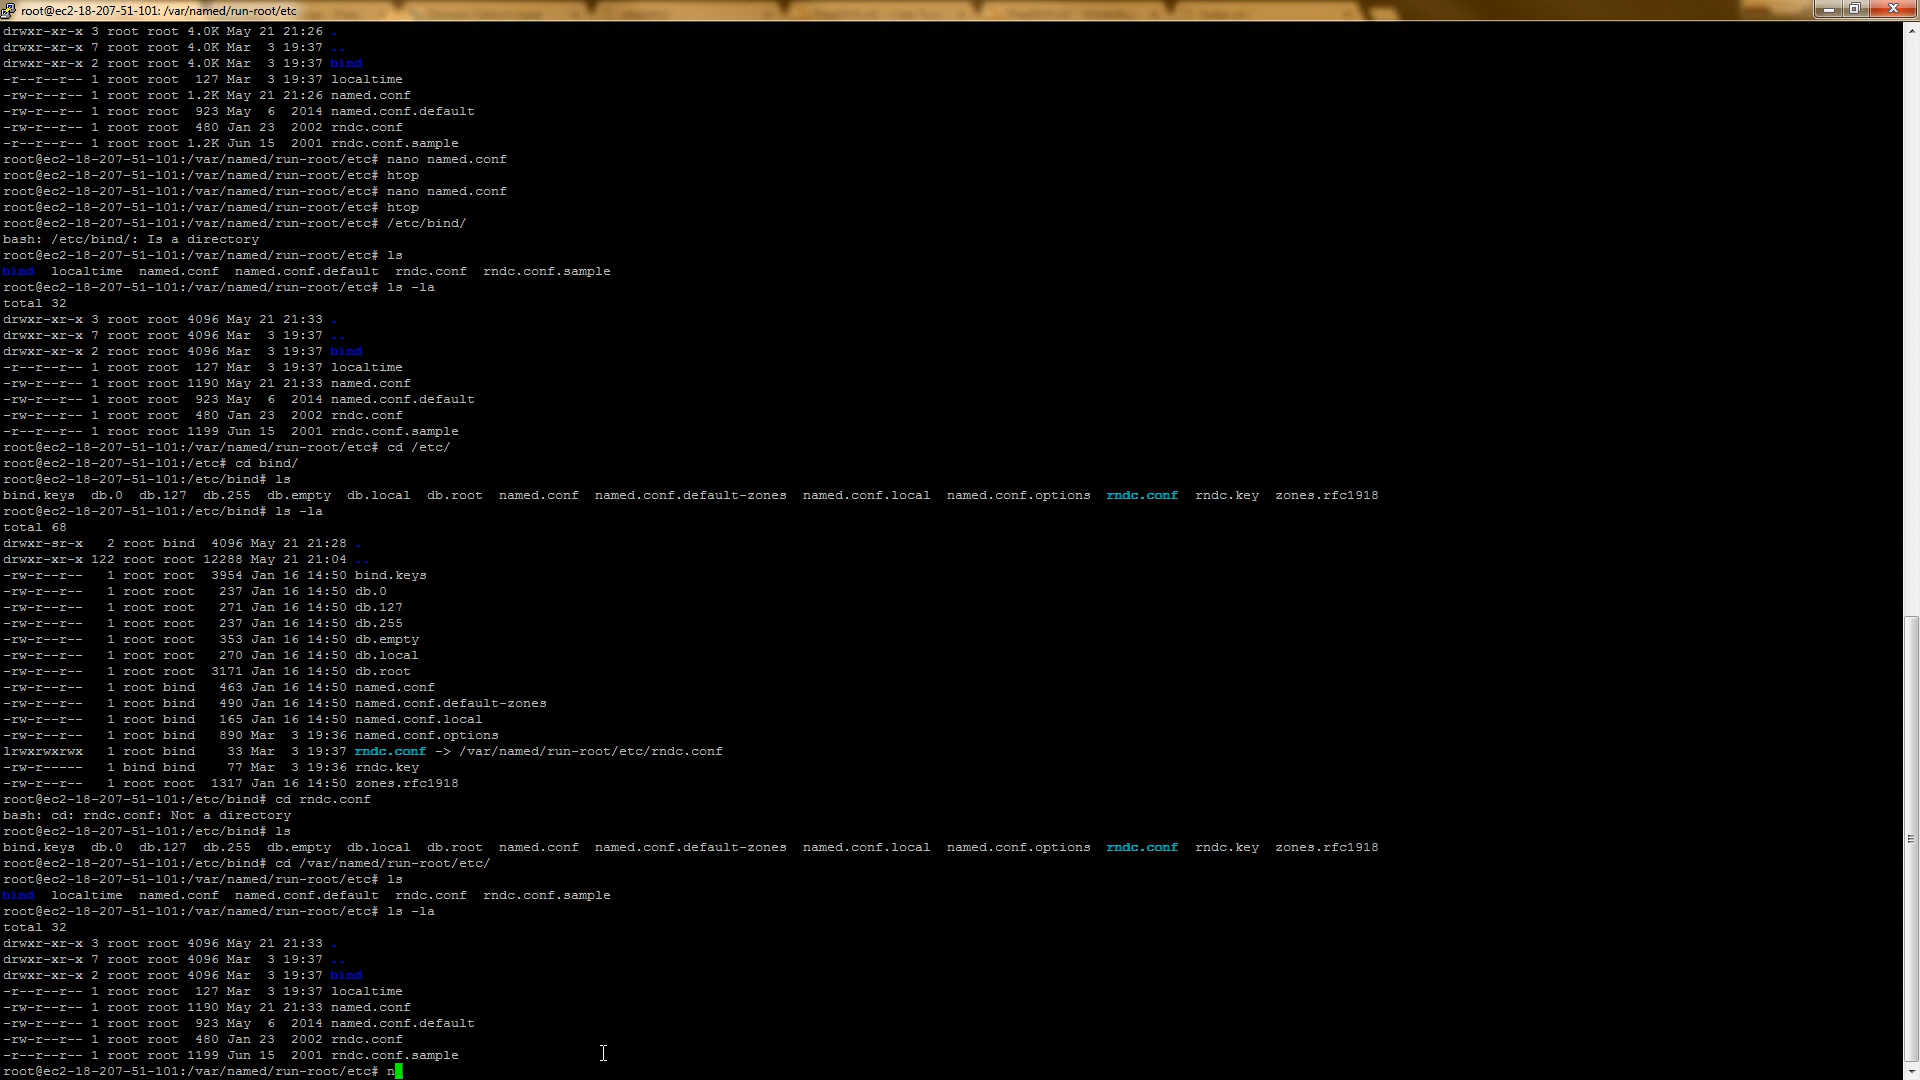 root@ec2-18-207-51-101: /var/named/run-root/etc
drwxr-xr-x 3 root root 4.0K May 21 21:26 .
drwxr-xr-x 7 root root 4.0K Mar  3 19:37 ..
drwxr-xr-x 2 root root 4.0K Mar  3 19:37 bind
-r--r--r-- 1 root root  127 Mar  3 19:37 localtime
-rw-r--r-- 1 root root 1.2K May 21 21:26 named.conf
-rw-r--r-- 1 root root  923 May  6  2014 named.conf.default
-rw-r--r-- 1 root root  480 Jan 23  2002 rndc.conf
-r--r--r-- 1 root root 1.2K Jun 15  2001 rndc.conf.sample
root@ec2-18-207-51-101:/var/named/run-root/etc# nano named.conf
root@ec2-18-207-51-101:/var/named/run-root/etc# htop
root@ec2-18-207-51-101:/var/named/run-root/etc# nano named.conf
root@ec2-18-207-51-101:/var/named/run-root/etc# htop
root@ec2-18-207-51-101:/var/named/run-root/etc# /etc/bind/
bash: /etc/bind/: Is a directory
root@ec2-18-207-51-101:/var/named/run-root/etc# ls
bind  localtime  named.conf  named.conf.default  rndc.conf  rndc.conf.sample
root@ec2-18-207-51-101:/var/named/run-root/etc# ls -la
total 32
drwxr-xr-x 3 root root 4096 May 21 21:33 .
drwxr-xr-x 7 root root 4096 Mar  3 19:37 ..
drwxr-xr-x 2 root root 4096 Mar  3 19:37 bind
-r--r--r-- 1 root root  127 Mar  3 19:37 localtime
-rw-r--r-- 1 root root 1190 May 21 21:33 named.conf
-rw-r--r-- 1 root root  923 May  6  2014 named.conf.default
-rw-r--r-- 1 root root  480 Jan 23  2002 rndc.conf
-r--r--r-- 1 root root 1199 Jun 15  2001 rndc.conf.sample
root@ec2-18-207-51-101:/var/named/run-root/etc# cd /etc/
root@ec2-18-207-51-101:/etc# cd bind/
root@ec2-18-207-51-101:/etc/bind# ls
bind.keys  db.0  db.127  db.255  db.empty  db.local  db.root  named.conf  named.conf.default-zones  named.conf.local  named.conf.options  rndc.conf  rndc.key  zones.rfc1918
root@ec2-18-207-51-101:/etc/bind# ls -la
total 68
drwxr-sr-x   2 root bind  4096 May 21 21:28 .
drwxr-xr-x 122 root root 12288 May 21 21:04 ..
-rw-r--r--   1 root root  3954 Jan 16 14:50 bind.keys
-rw-r--r--   1 root root   237 Jan 16 14:50 db.0
-rw-r--r--   1 root root   271 Jan 16 14:50 db.127
-rw-r--r--   1 root root   237 Jan 16 14:50 db.255
-rw-r--r--   1 root root   353 Jan 16 14:50 db.empty
-rw-r--r--   1 root root   270 Jan 16 14:50 db.local
-rw-r--r--   1 root root  3171 Jan 16 14:50 db.root
-rw-r--r--   1 root bind   463 Jan 16 14:50 named.conf
-rw-r--r--   1 root bind   490 Jan 16 14:50 named.conf.default-zones
-rw-r--r--   1 root bind   165 Jan 16 14:50 named.conf.local
-rw-r--r--   1 root bind   890 Mar  3 19:36 named.conf.options
lrwxrwxrwx   1 root bind    33 Mar  3 19:37 rndc.conf -> /var/named/run-root/etc/rndc.conf
-rw-r-----   1 bind bind    77 Mar  3 19:36 rndc.key
-rw-r--r--   1 root root  1317 Jan 16 14:50 zones.rfc1918
root@ec2-18-207-51-101:/etc/bind# cd rndc.conf
bash: cd: rndc.conf: Not a directory
root@ec2-18-207-51-101:/etc/bind# ls
bind.keys  db.0  db.127  db.255  db.empty  db.local  db.root  named.conf  named.conf.default-zones  named.conf.local  named.conf.options  rndc.conf  rndc.key  zones.rfc1918
root@ec2-18-207-51-101:/etc/bind# cd /var/named/run-root/etc/
root@ec2-18-207-51-101:/var/named/run-root/etc# ls
bind  localtime  named.conf  named.conf.default  rndc.conf  rndc.conf.sample
root@ec2-18-207-51-101:/var/named/run-root/etc# ls -la
total 32
drwxr-xr-x 3 root root 4096 May 21 21:33 .
drwxr-xr-x 7 root root 4096 Mar  3 19:37 ..
drwxr-xr-x 2 root root 4096 Mar  3 19:37 bind
-r--r--r-- 1 root root  127 Mar  3 19:37 localtime
-rw-r--r-- 1 root root 1190 May 21 21:33 named.conf
-rw-r--r-- 1 root root  923 May  6  2014 named.conf.default
-rw-r--r-- 1 root root  480 Jan 23  2002 rndc.conf
-r--r--r-- 1 root root 1199 Jun 15  2001 rndc.conf.sample
root@ec2-18-207-51-101:/var/named/run-root/etc# n